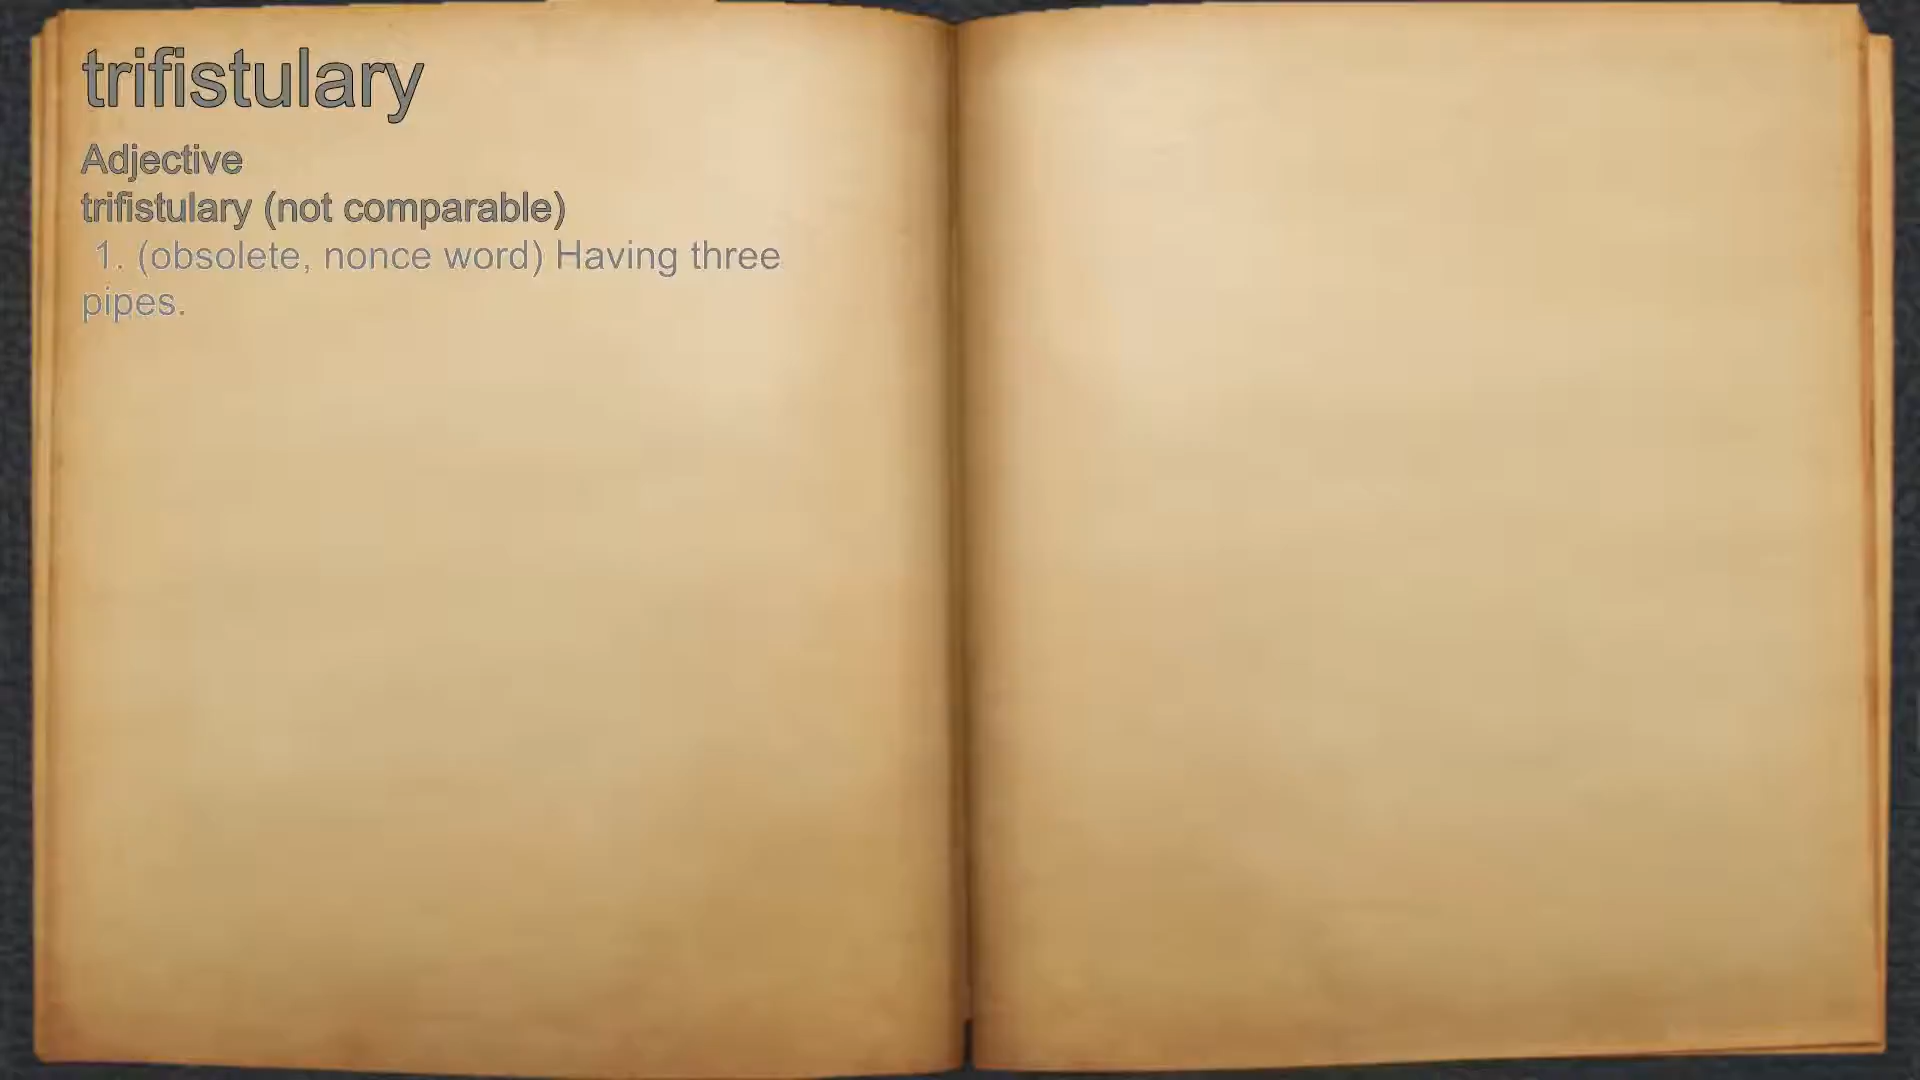 trifistulary
Adjective
trifistulary (not comparable)
1. (obsolete, nonce word) Having three
pipes.